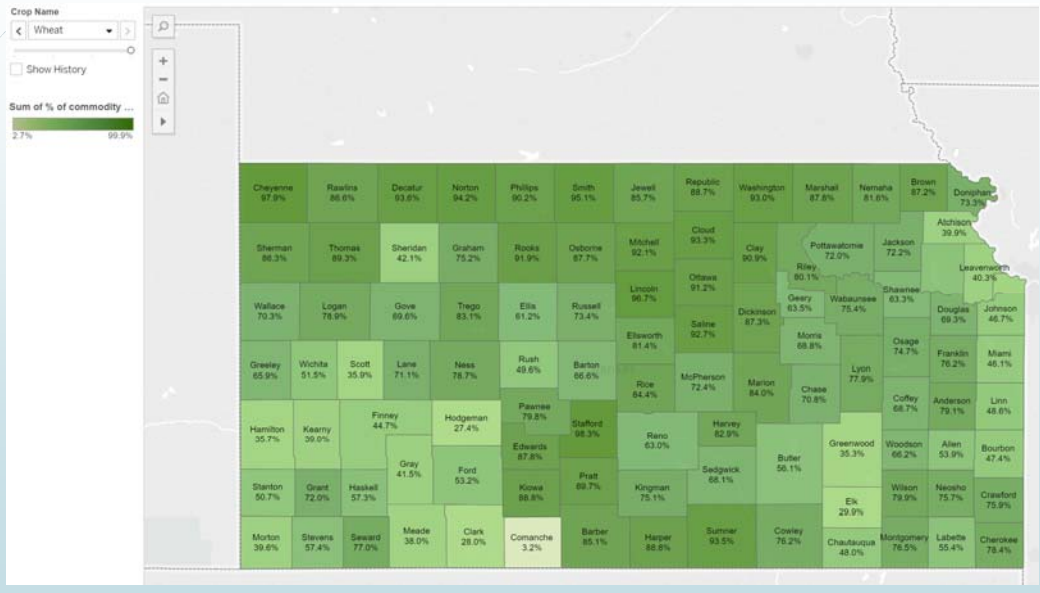 Crop Name
Wheat
Show History
Sum of % of commodity ...
2.7% 99.9%
Cheyenne
97.9%
Rawlins
86.6%
Decatur
93.6%
Norton
94.2%
Phillips
90.2%
Smith
95.1%
Jewell
85.7%
Republic
88.7%
Washington
93.0%
Marshall
87.8%
Nemaha
81.6%
Brown
87.2%
Doniphan
73.3%
Atchison
39.9%
Sherman
86.3%
Thomas
89.3%
Sheridan
42.1%
Graham
75.2%
Rooks
91.9%
Osborne
87.7%
Mitchell
92.1%
Cloud
93.3%
Clay
90.9%
Riley
80.1%
Pottawatomie
72.0%
Jackson
72.2%
Leavenworth
40.3%
Ottawa
91.2%
Lincoln
96.7%
Wallace
70.3%
Logan
78.9%
Gove
69.6%
Trego
83.1%
Ellis
61.2%
Russell
73.4%
Saline
92.7%
Dickinson
87.3%
Geary
63.5%
Wabaunsee
75.4%
Shawnee
63.3%
Douglas
69.3%
Johnson
46.7%
Ellsworth
81.4%
Morris
68.8%
Osage
74.7%
Franklin
76.2%
Miami
46.1%
Greeley
65.9%
Wichita
51.5%
Scott
35.9%
Lane
71.1%
Ness
78.7%
Rush
49.6%
Barton
66.6%
Rice
84.4%
McPherson
72.4%
Marion
84.0%
Chase
70.8%
Lyon
77.9%
Coffey
68.7%
Anderson
79.1%
Linn
48.6%
Hamilton
35.7%
Kearny
39.0%
Finney
44.7%
Hodgeman
27.4%
Pawnee
79.8%
Stafford
98.3%
Edwards
87.8%
Reno
63.0%
Harvey
82.9%
Butler
56.1%
Greenwood
35.3%
Woodson
66.2%
Allen
53.9%
Bourbon
47.4%
Gray
41.5%
Ford
53.2%
Sedgwick
68.1%
Stanton
50.7%
Grant
72.0%
Haskell
57.3%
Kiowa
88.8%
Pratt
89.7%
Kingman
75.1%
Elk
29.9%
Wilson
79.9%
Neosho
75.7%
Crawford
75.9%
Morton
39.6%
Stevens
57.4%
Seward
77.0%
Meade
38.0%
Clark
28.0%
Comanche
3.2%
Barber
85.1%
Harper
88.8%
Sumner
93.5%
Cowley
76.2%
Chautauqua
48.0%
Montgomery
76.5%
Labette
55.4%
Cherokee
78.4%